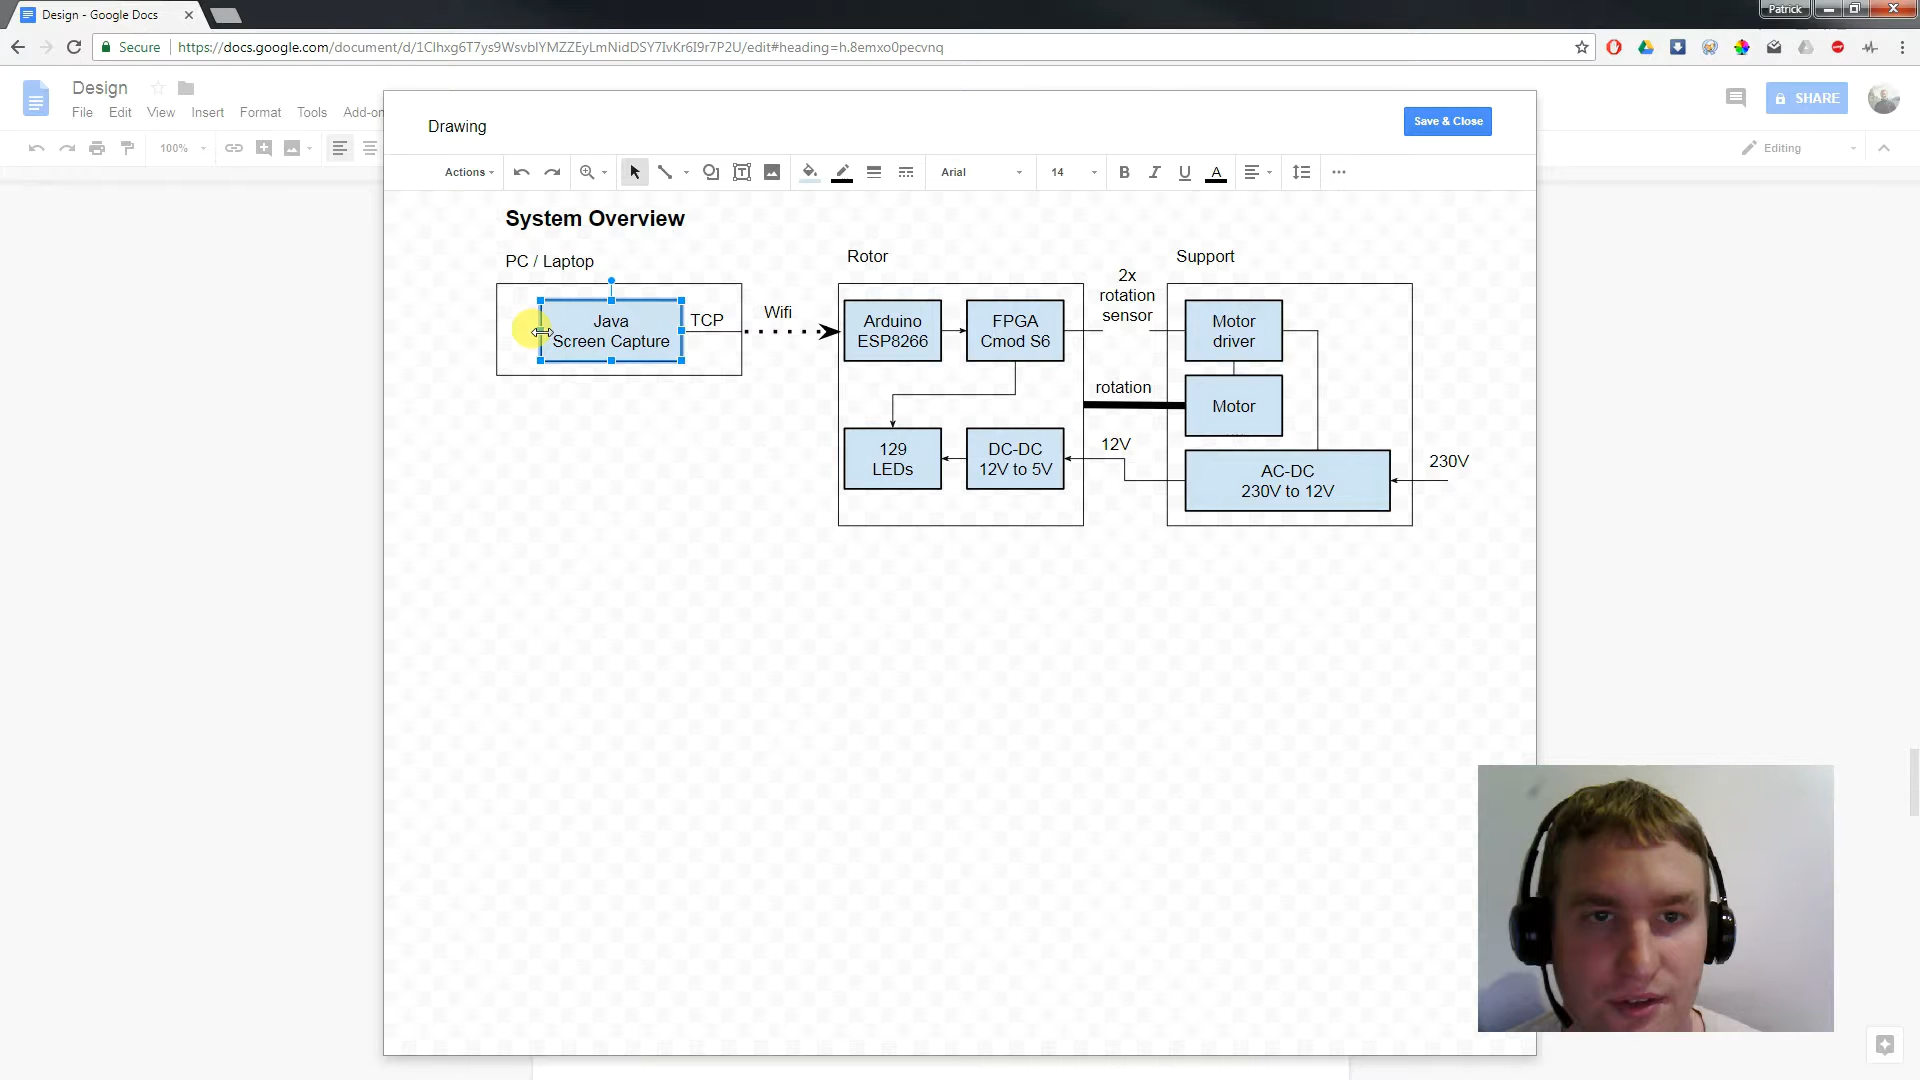 Design - Google Docs
Patrick
Secure
https://docs.google.com/document/d/1Clhxg6T7ys9WsvblYMZZEyLmNidDSY7IvKr6I9r7P2U/edit#heading=h.8emxo0pecvnq
Design
File Edit View Insert Format Tools Add-on
SHARE
100%
Editing
Drawing
Save & Close
Actions
Arial
14
B I U A
System Overview
PC / Laptop
Rotor
Support
Java
Screen Capture
TCP
Wifi
Arduino
ESP8266
FPGA
Cmod S6
2x
rotation
sensor
Motor
driver
rotation
Motor
129
LEDs
DC-DC
12V to 5V
12V
AC-DC
230V to 12V
230V